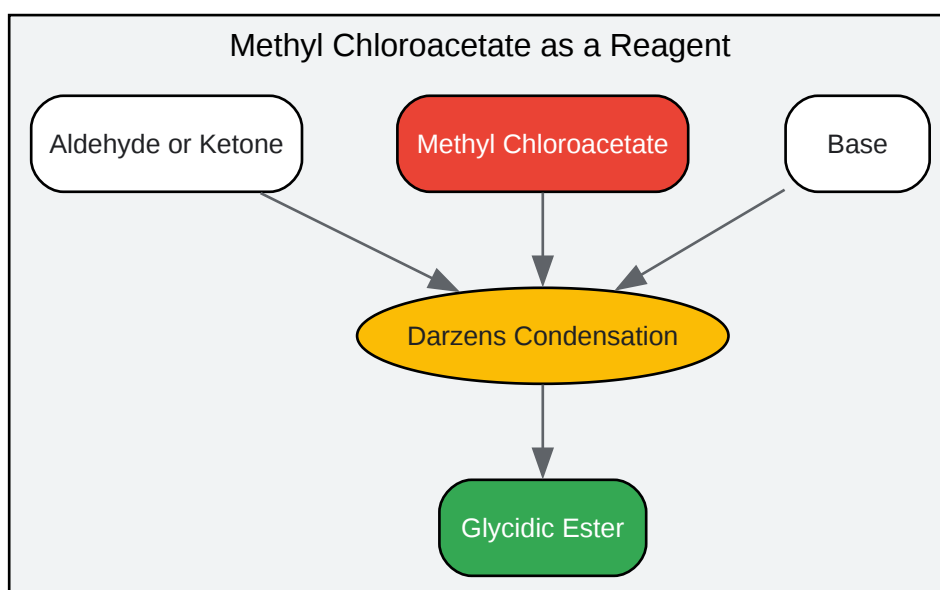 Methyl Chloroacetate as a Reagent
Aldehyde or Ketone
Methyl Chloroacetate
Base
Darzens Condensation
Glycidic Ester